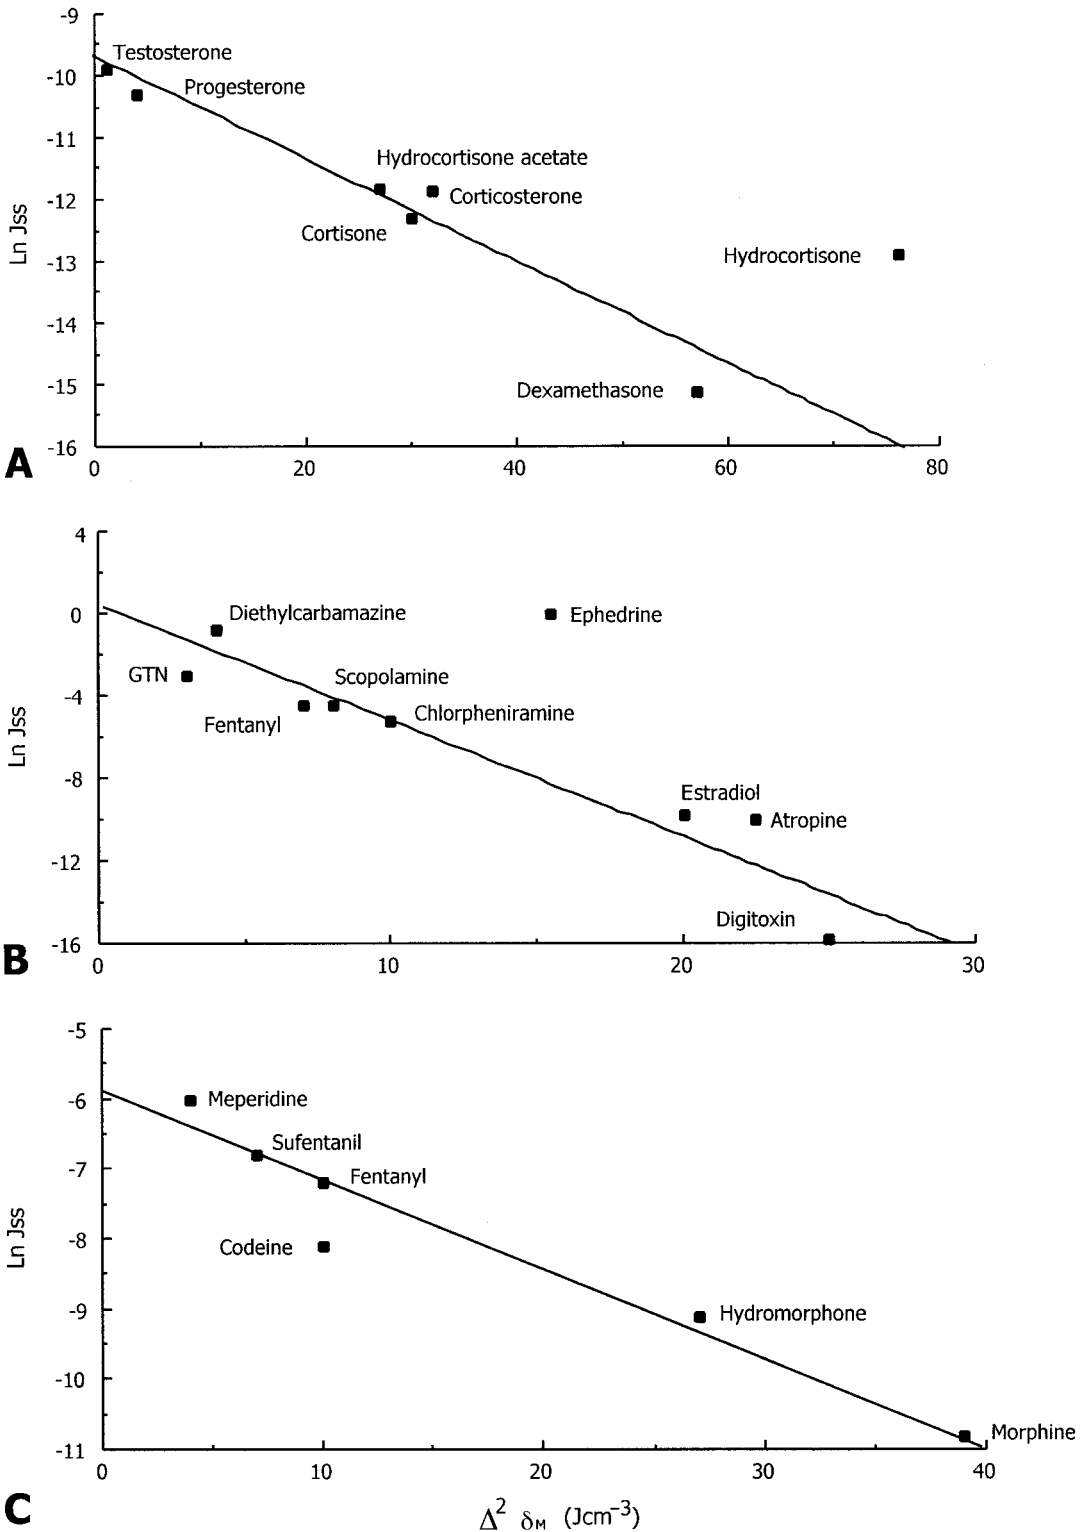 -9
Testosterone
-10
Progesterone
-11
Hydrocortisone acetate
-12
Corticosterone
Cortisone
Ln Jss
Hydrocortisone
-13
-14
-15
Dexamethasone
-16
A
0 20 40 60 80
4
0
Diethylcarbamazine
Ephedrine
GTN
Scopolamine
-4
Fentanyl
Chlorpheniramine
Ln Jss
-8
Estradiol
Atropine
-12
Digitoxin
-16
B
0 10 20 30
-5
-6
Meperidine
Sufentanil
-7
Fentanyl
Ln Jss
-8
Codeine
-9
Hydromorphone
-10
Morphine
-11
0 10 20 30 40
C
Δ² δM (Jcm⁻³)